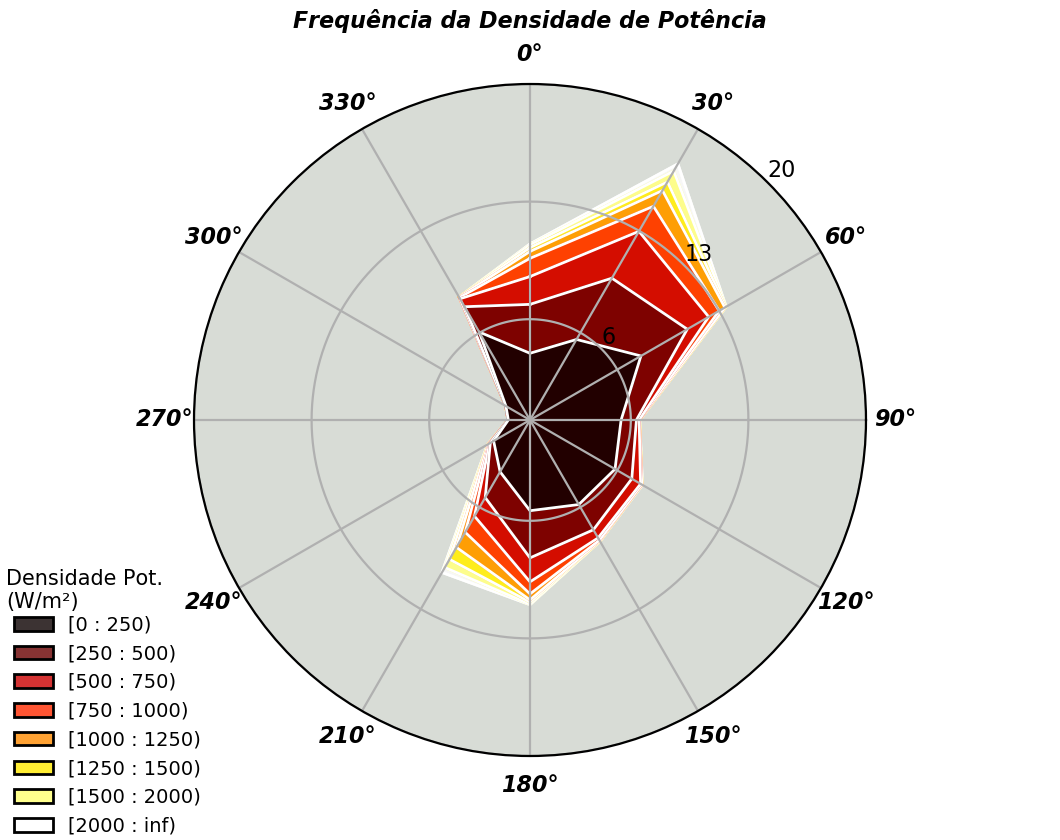 Frequência da Densidade de Potência
0°
330°
30°
20
300°
60°
13
6
270°
90°
Densidade Pot.
(W/m²)
240°
120°
[0 : 250)
[250 : 500)
[500 : 750)
[750 : 1000)
210°
150°
[1000 : 1250)
[1250 : 1500)
180°
[1500 : 2000)
[2000 : inf)